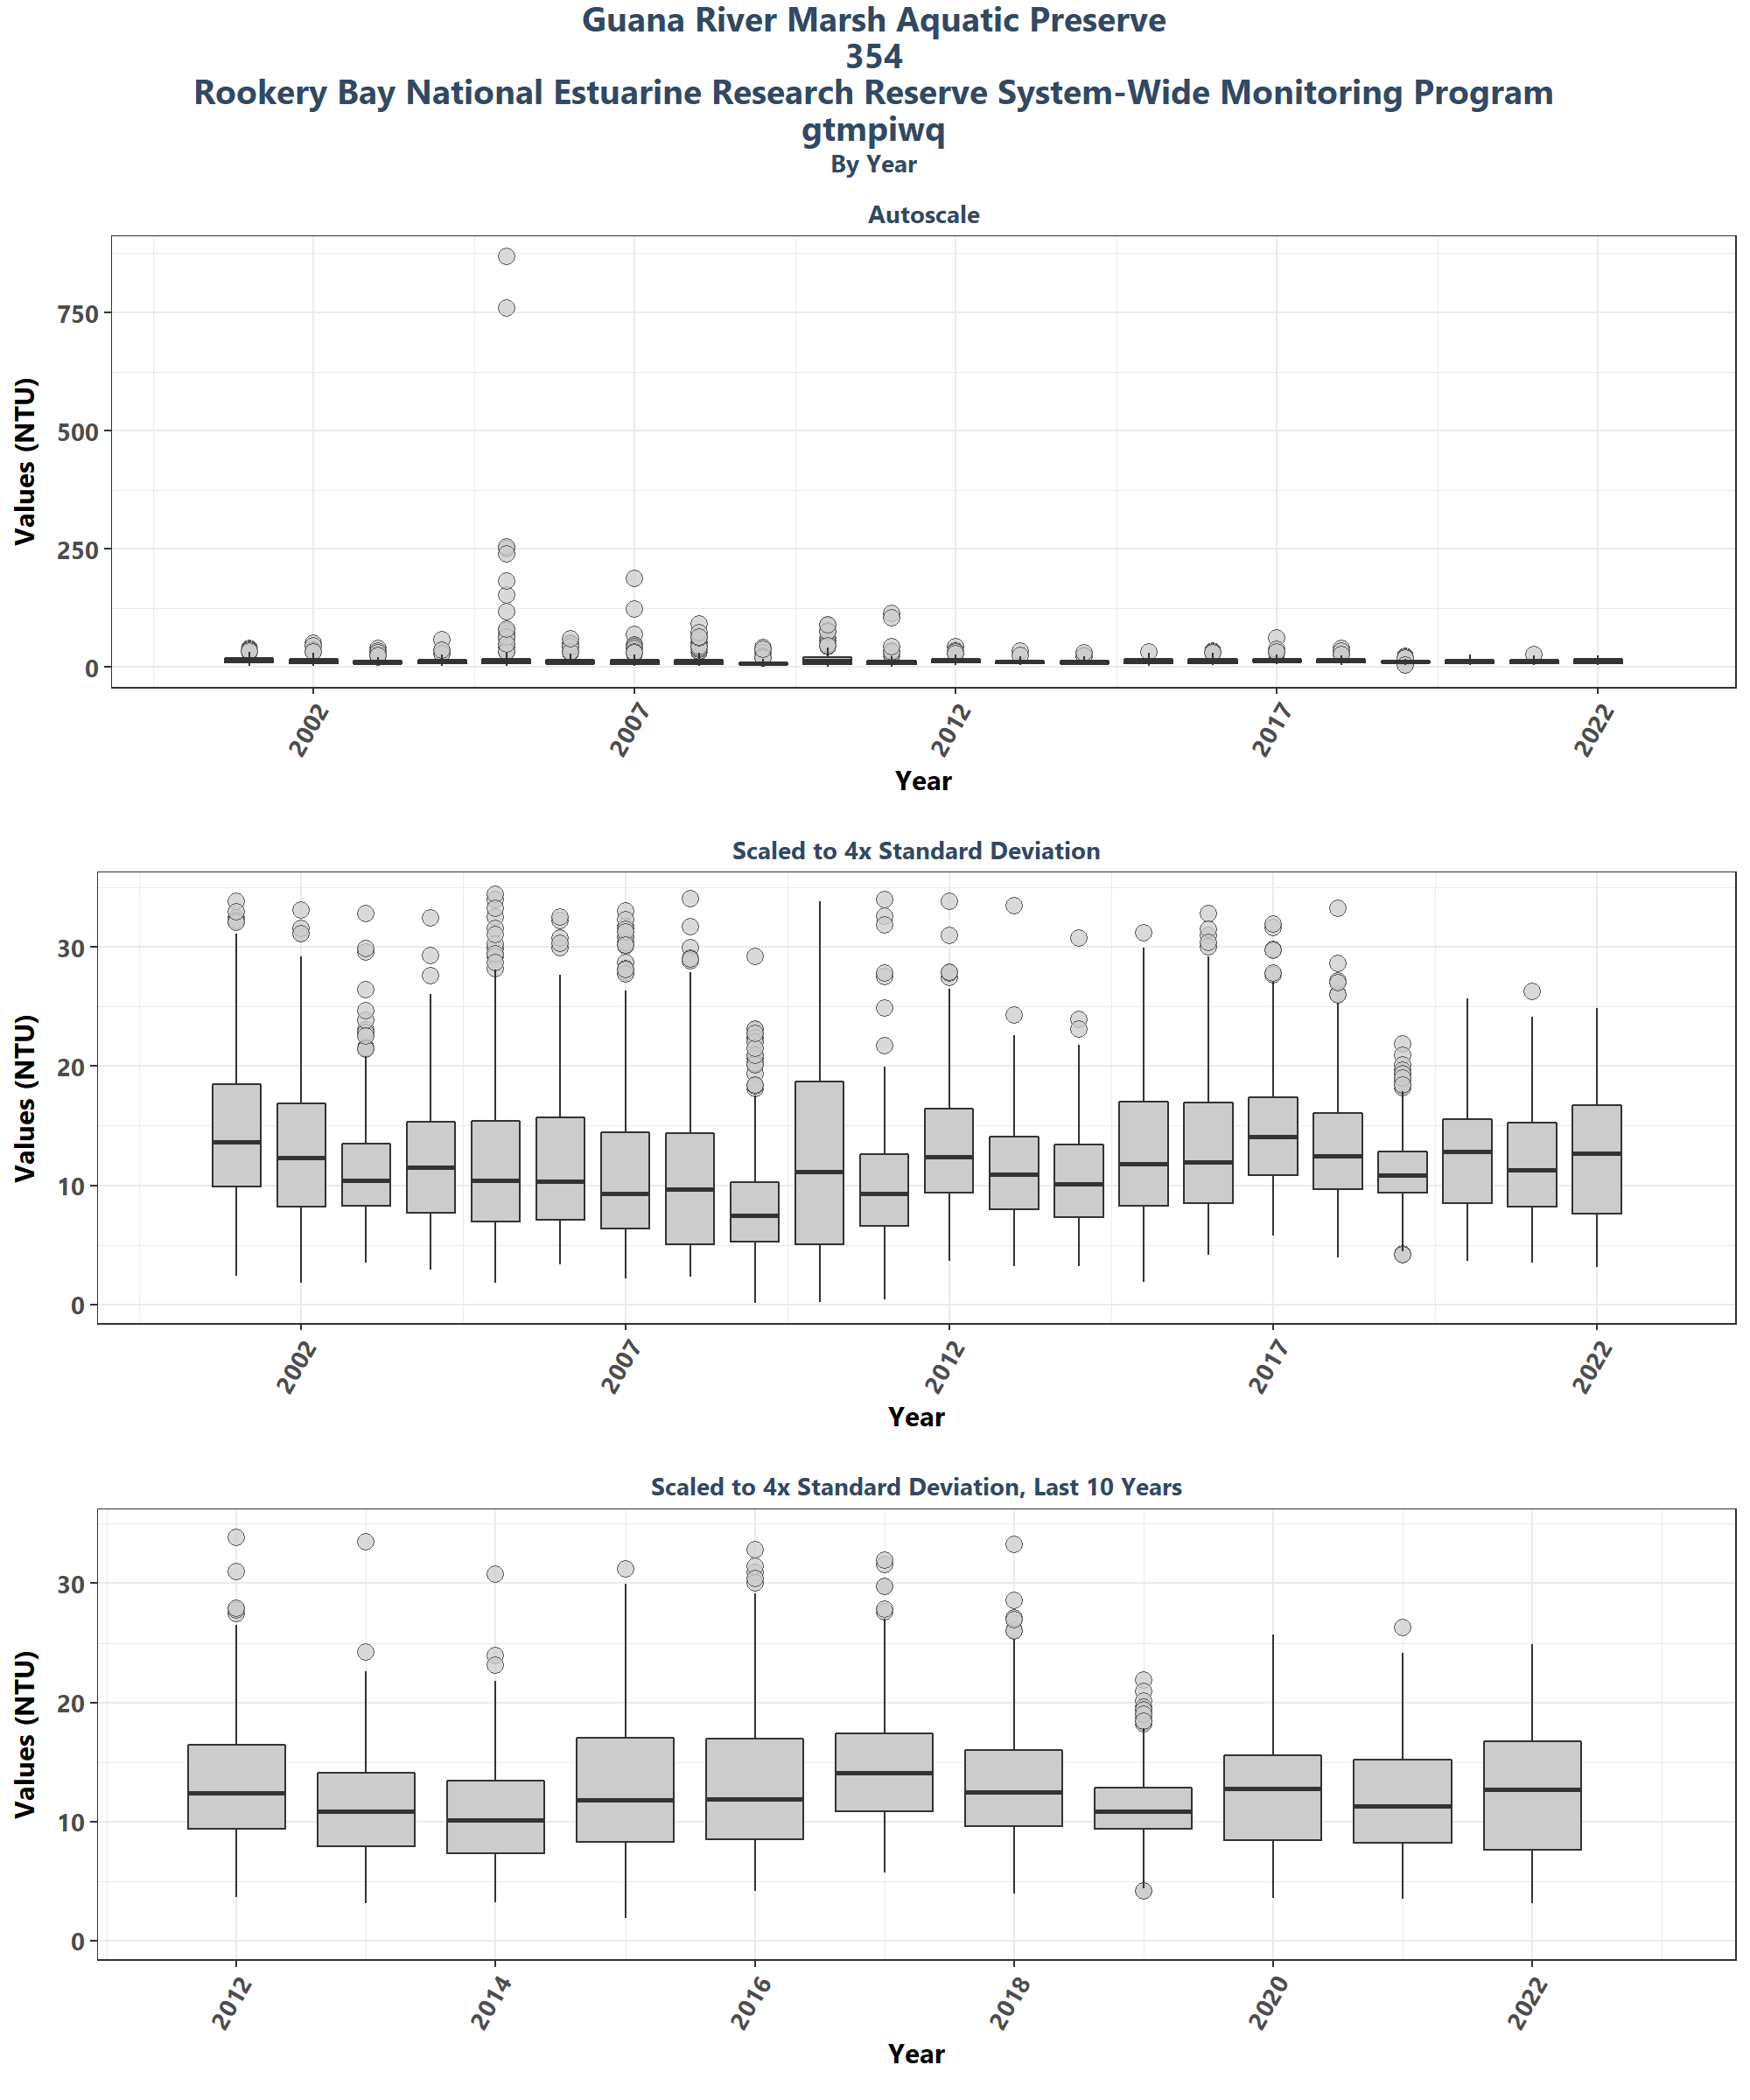 Guana River Marsh Aquatic Preserve
354
Rookery Bay National Estuarine Research Reserve System-Wide Monitoring Program
gtmpiwq
By Year
Autoscale
Values (NTU)
750
500
250
0
2002 2007 2012 2017 2022
Year
Scaled to 4x Standard Deviation
Values (NTU)
30
20
10
0
2002 2007 2012 2017 2022
Year
Scaled to 4x Standard Deviation, Last 10 Years
Values (NTU)
30
20
10
0
2012 2014 2016 2018 2020 2022
Year